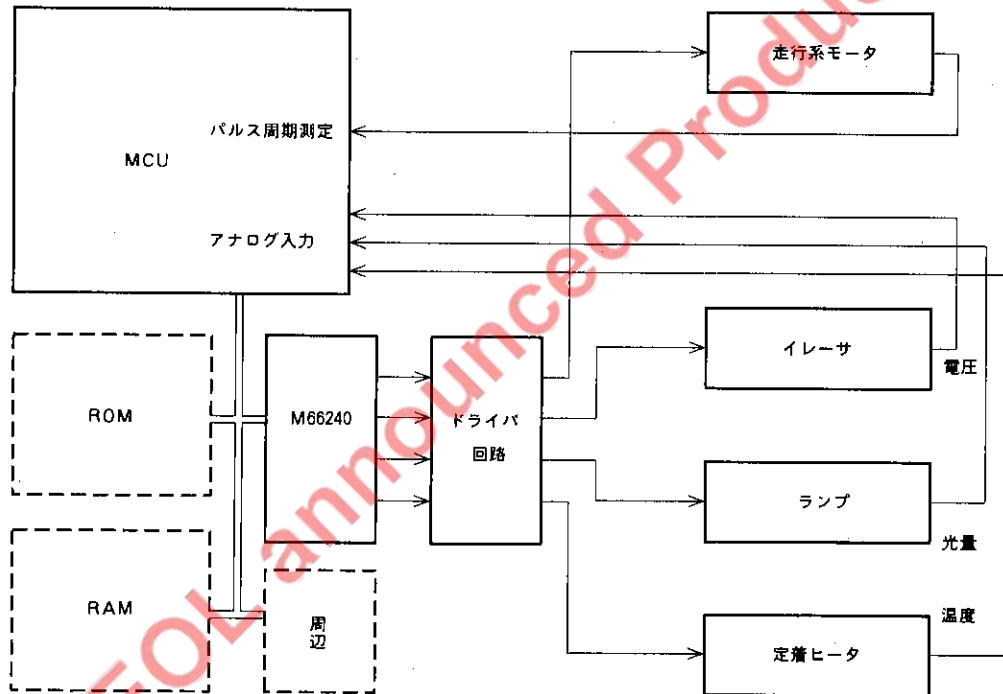 走行系モータ
パルス周期測定
MCU
アナログ入力
イレーサ
電圧
ROM
M66240
ドライバ
回路
ランプ
光量
RAM
周
辺
温度
定着ヒータ
EOL announced Produc